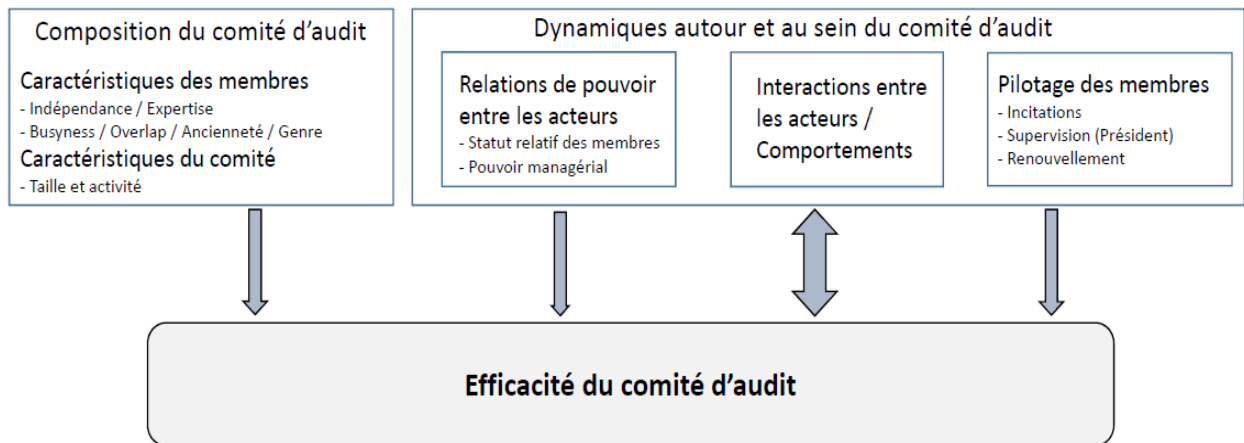 Composition du comité d'audit
Caractéristiques des membres
- Indépendance / Expertise
- Busyness / Overlap / Ancienneté / Genre
Caractéristiques du comité
- Taille et activité
Dynamiques autour et au sein du comité d'audit
Relations de pouvoir
entre les acteurs
- Statut relatif des membres
- Pouvoir managérial
Interactions entre
les acteurs /
Comportements
Pilotage des membres
- Incitations
- Supervision (Président)
- Renouvellement
Efficacité du comité d'audit